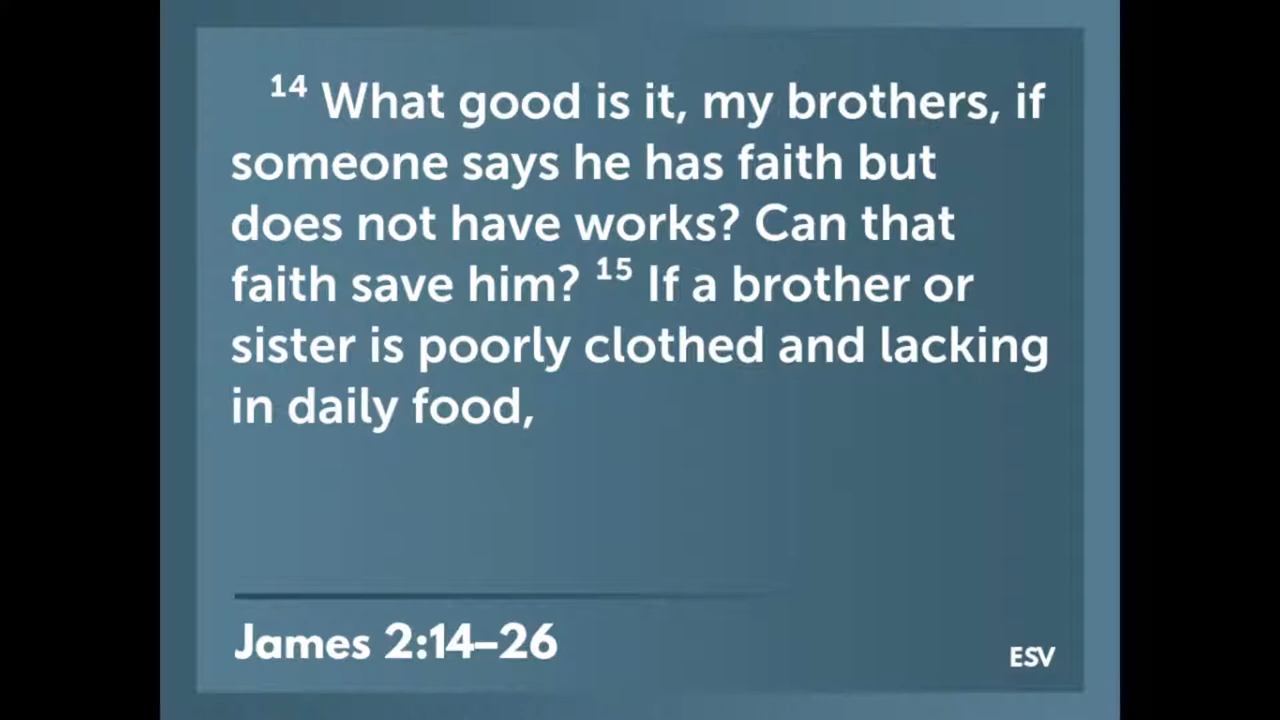 14 What good is it, my brothers, if
someone says he has faith but
does not have works? Can that
faith save him? 15 If a brother or
sister is poorly clothed and lacking
in daily food,
James 2:14–26
ESV